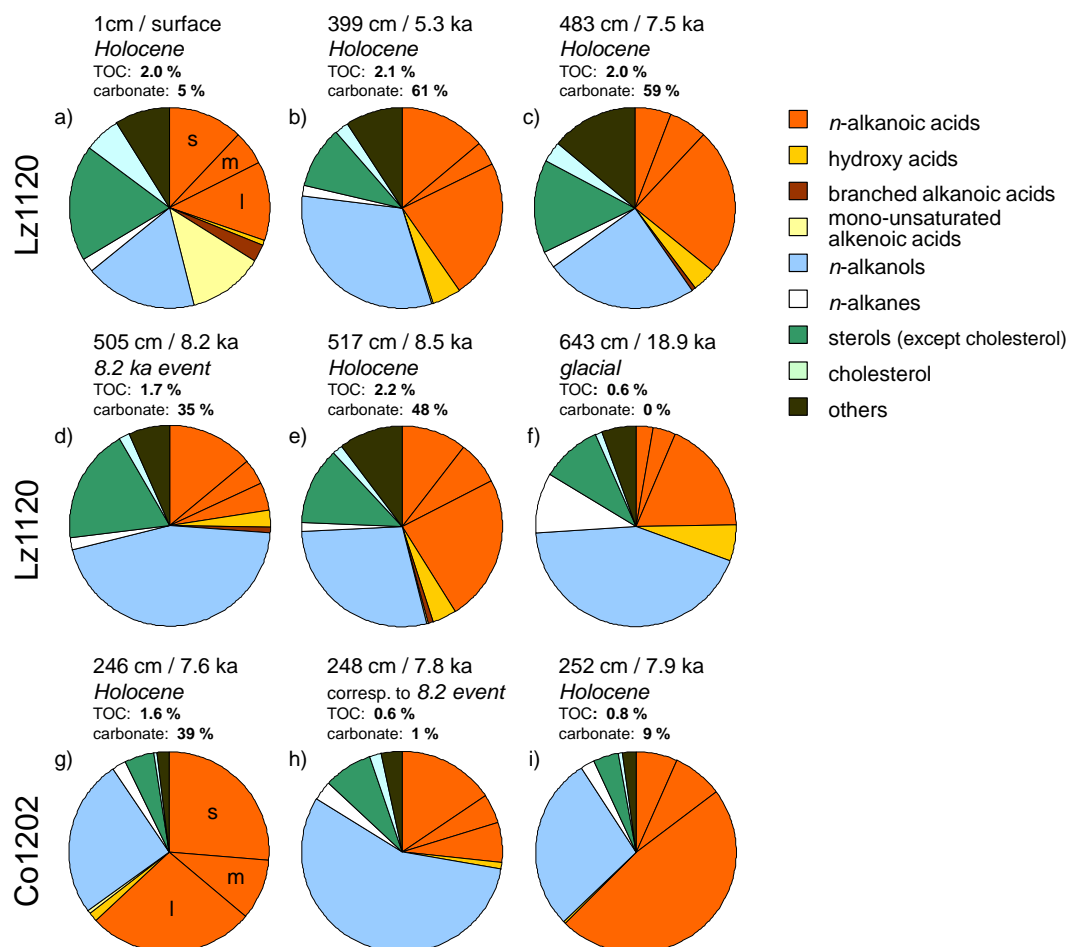 1cm / surface
Holocene
TOC: 2.0 %
carbonate: 5 %
399 cm / 5.3 ka
Holocene
TOC: 2.1 %
carbonate: 61 %
483 cm / 7.5 ka
Holocene
TOC: 2.0 %
carbonate: 59 %
Lz1120
a)
s
m
l
b)
c)
n-alkanoic acids
hydroxy acids
branched alkanoic acids
mono-unsaturated
alkenoic acids
n-alkanols
n-alkanes
sterols (except cholesterol)
cholesterol
others
505 cm / 8.2 ka
8.2 ka event
TOC: 1.7 %
carbonate: 35 %
517 cm / 8.5 ka
Holocene
TOC: 2.2 %
carbonate: 48 %
643 cm / 18.9 ka
glacial
TOC: 0.6 %
carbonate: 0 %
Lz1120
d)
e)
f)
246 cm / 7.6 ka
Holocene
TOC: 1.6 %
carbonate: 39 %
248 cm / 7.8 ka
corresp. to 8.2 event
TOC: 0.6 %
carbonate: 1 %
252 cm / 7.9 ka
Holocene
TOC: 0.8 %
carbonate: 9 %
Co1202
g)
s
m
l
h)
i)